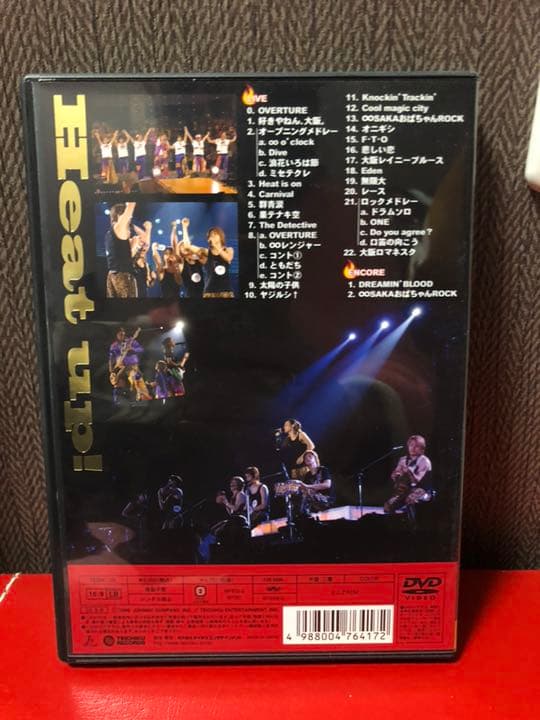 Heat up!
LIVE
0. OVERTURE
1. 好きやねん、大阪。
2. オープニングメドレー
a. ∞ o'clock
b. Dive
c. 浪花いろは節
d. ミセテクレ
3. Heat is on
4. Carnival
5. 群青涙
6. 果テナキ空
7. The Detective
8. a. OVERTURE
b. ∞レンジャー
c. コント①
d. ともだち
e. コント②
9. 太陽の子供
10. ヤジルシ↑
11. Knockin' Trackin'
12. Cool magic city
13. ∞SAKAおばちゃんROCK
14. オニギシ
15. F・T・O
16. 悲しい恋
17. 大阪レイニーブルース
18. Eden
19. 無限大
20. レース
21. ロックメドレー
a. ドラムンロ
b. ONE
c. Do you agree?
d. 口笛の向こう
22. 大阪ロマネスク
ENCORE
1. DREAMIN' BLOOD
2. ∞SAKAおばちゃんROCK
16:9 LB
COLOR
DVD
VIDEO
TEICHIKU
RECORDS
4 988004 764172